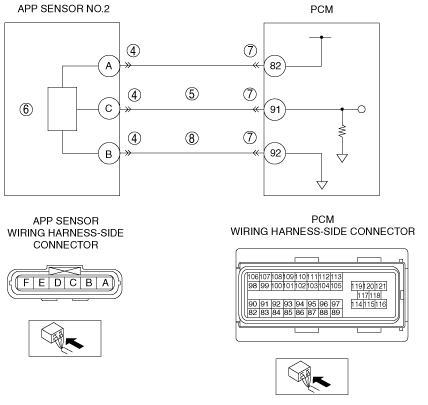 APP SENSOR NO.2
PCM
4
7
A
82
6
4
5
7
C
91
4
8
7
B
92
APP SENSOR
WIRING HARNESS-SIDE
CONNECTOR
PCM
WIRING HARNESS-SIDE CONNECTOR
F E D C B A
106 107 108 109 110 111 112 113
98 99 100 101 102 103 104 105
119 120 121
117 118
90 91 92 93 94 95 96 97
114 115 116
82 83 84 85 86 87 88 89